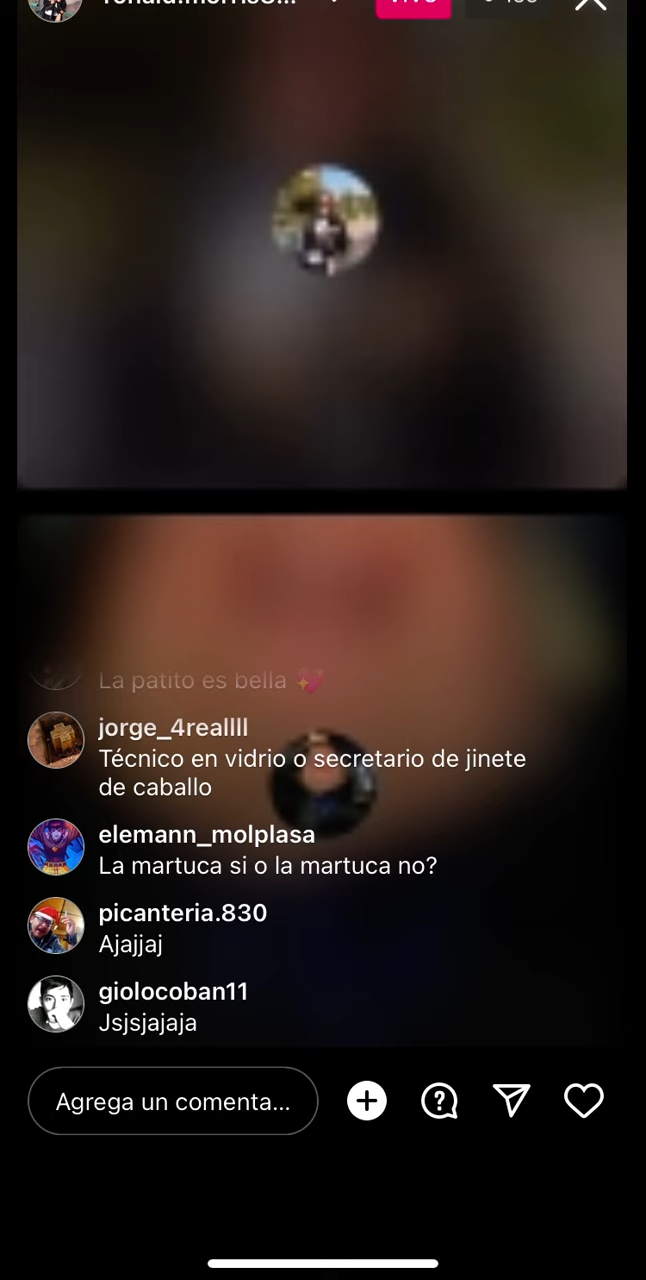 La patito es bella 💖
jorge_4reallll
Técnico en vidrio o secretario de jinete
de caballo
elemann_molplasa
La martuca si o la martuca no?
picanteria.830
Ajajjaj
giolocoban11
Jsjsjajaja
Agrega un comenta...